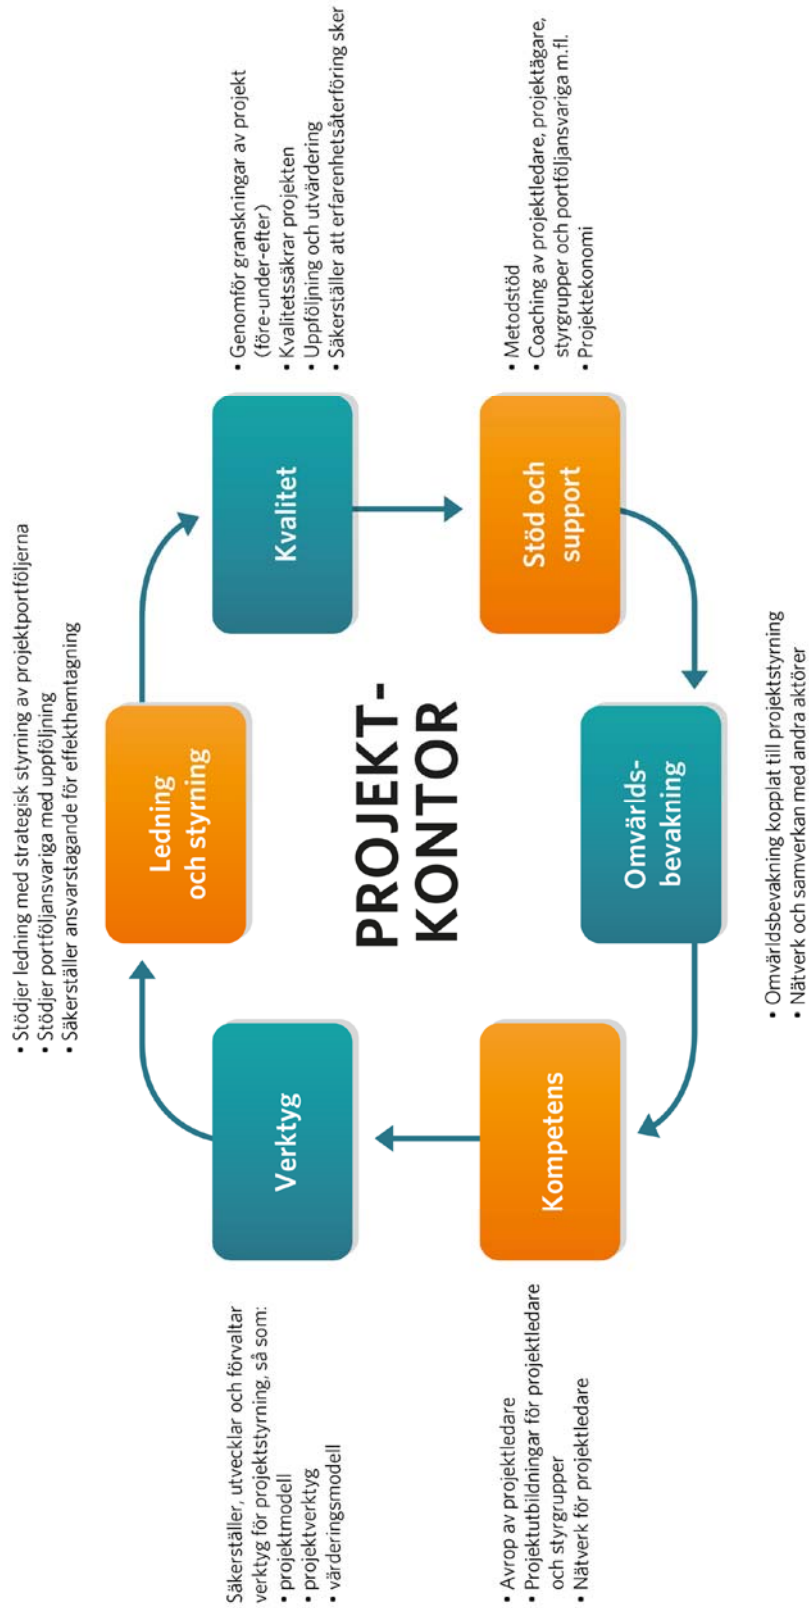 • Stödjer ledning med strategisk styrning av projektportföljerna
• Stödjer portföljansvariga med uppföljning
• Säkerställer ansvarstagande för effekthemtagning
Ledning
och styrning
• Genomför granskningar av projekt
(före-under-efter)
• Kvalitetssäkrar projekten
• Uppföljning och utvärdering
• Säkerställer att erfarenhetsåterföring sker
Kvalitet
• Metodstöd
• Coaching av projektledare, projektägare,
styrgrupper och portföljansvariga m.fl.
• Projektekonomi
Stöd och
support
Omvärlds-
bevakning
• Omvärldsbevakning kopplat till projektstyrning
• Nätverk och samverkan med andra aktörer
Kompetens
• Avrop av projektledare
• Projektutbildningar för projektledare
och styrgrupper
• Nätverk för projektledare
Verktyg
Säkerställer, utvecklar och förvaltar
verktyg för projektstyrning, så som:
• projektmodell
• projektverktyg
• värderingsmodell
PROJEKT-
KONTOR